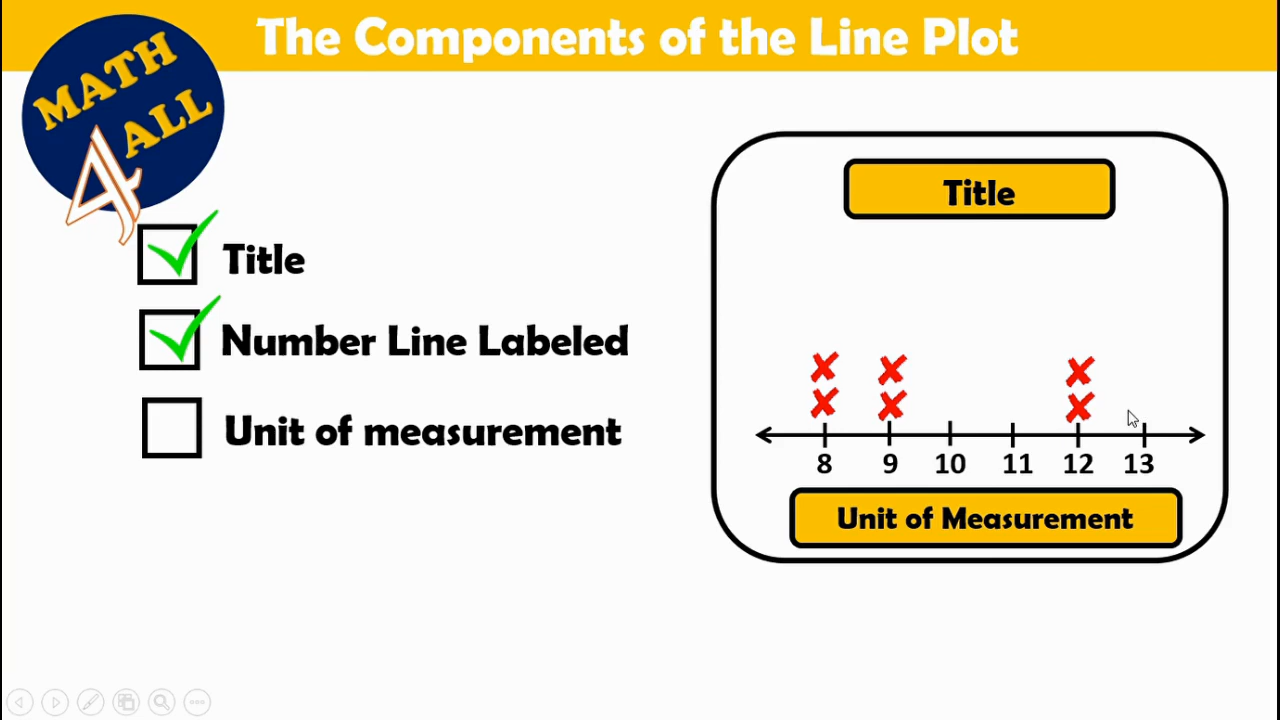 The Components of the Line Plot
MATH
4 ALL
Title
Number Line Labeled
Unit of measurement
Title
8 9 10 11 12 13
Unit of Measurement